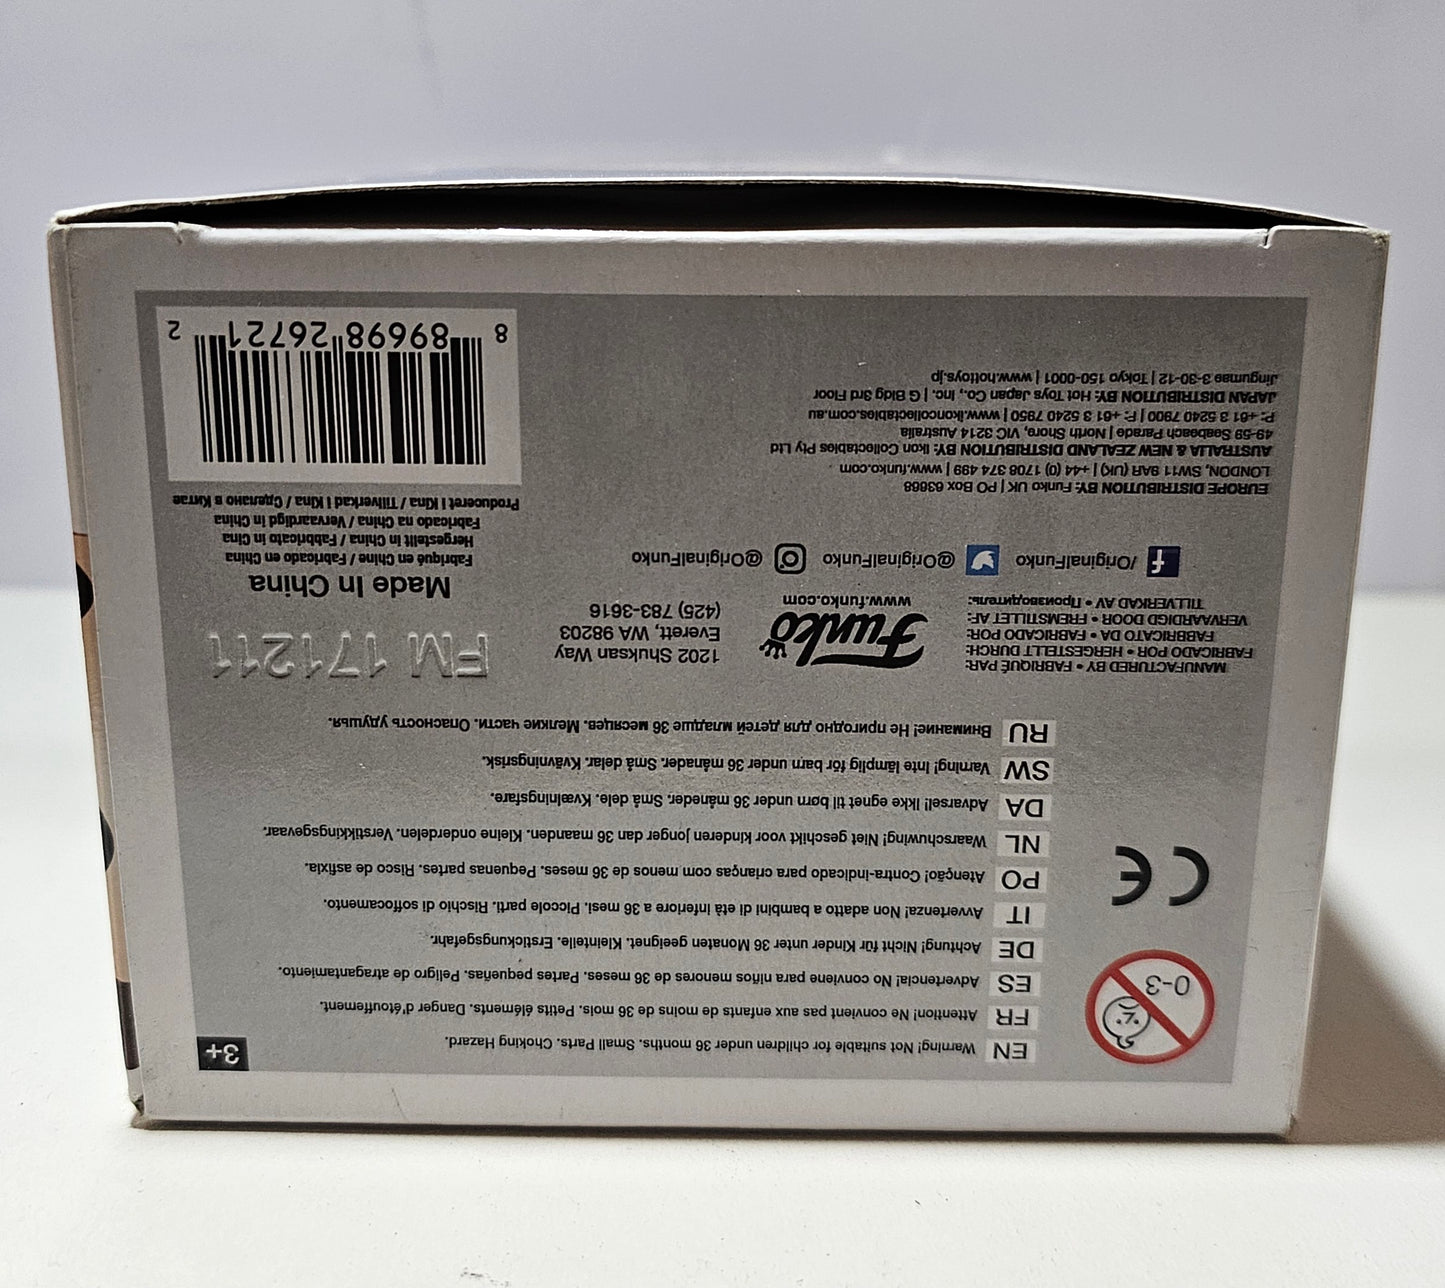 3+
EN Warning! Not suitable for children under 36 months. Small Parts. Choking Hazard.
FR Attention! Ne convient pas aux enfants de moins de 36 mois. Petits éléments. Danger d'étouffement.
ES Advertencia! No conviene para niños menores de 36 meses. Partes pequeñas. Peligro de atragantamiento.
DE Achtung! Nicht für Kinder unter 36 Monaten geeignet. Kleinteile. Erstickungsgefahr.
IT Avvertenza! Non adatto a bambini di età inferiore a 36 mesi. Piccole parti. Rischio di soffocamento.
PO Atenção! Contra-indicado para crianças com menos de 36 meses. Pequenas partes. Risco de asfixia.
NL Waarschuwing! Niet geschikt voor kinderen jonger dan 36 maanden. Kleine onderdelen. Verstikkingsgevaar.
DA Advarsel! Ikke egnet til børn under 36 måneder. Små dele. Kvælningsfare.
SW Varning! Inte lämplig för barn under 36 månader. Små delar. Kvävningsrisk.
RU Внимание! Не пригодно для детей младше 36 месяцев. Мелкие части. Опасность удушья.
0-3
CE
MANUFACTURED BY • FABRIQUÉ PAR:
FABRICADO POR • HERGESTELLT DURCH:
FABBRICATO DA • FABRICADO POR:
VERVAARDIGD DOOR • FREMSTILLET AF:
TILLVERKAD AV • Производитель:
Funko
www.funko.com
1202 Shuksan Way
Everett, WA 98203
(425) 783-3616
FM 171211
/OriginalFunko @OriginalFunko @OriginalFunko
Made In China
Fabriqué en Chine / Fabricado en China
Hergestellt in China / Fabbricato in Cina
Fabricado na China / Vervaardigd in China
Produceret i Kina / Tillverkad i Kina / Сделано в Китае
EUROPE DISTRIBUTION BY: Funko UK | PO Box 63668
LONDON, SW11 9AR (UK) | +44 (0) 1708 374 499 | www.funko.com
AUSTRALIA & NEW ZEALAND DISTRIBUTION BY: Ikon Collectables Pty Ltd
49-59 Seabeach Parade | North Shore, VIC 3214 Australia
P: +61 3 5240 7900 | F: +61 3 5240 7950 | www.ikoncollectables.com.au
JAPAN DISTRIBUTION BY: Hot Toys Japan Co., Inc. | G Bldg 3rd Floor
Jingumae 3-30-12 | Tokyo 150-0001 | www.hottoys.jp
8 89698 26721 2